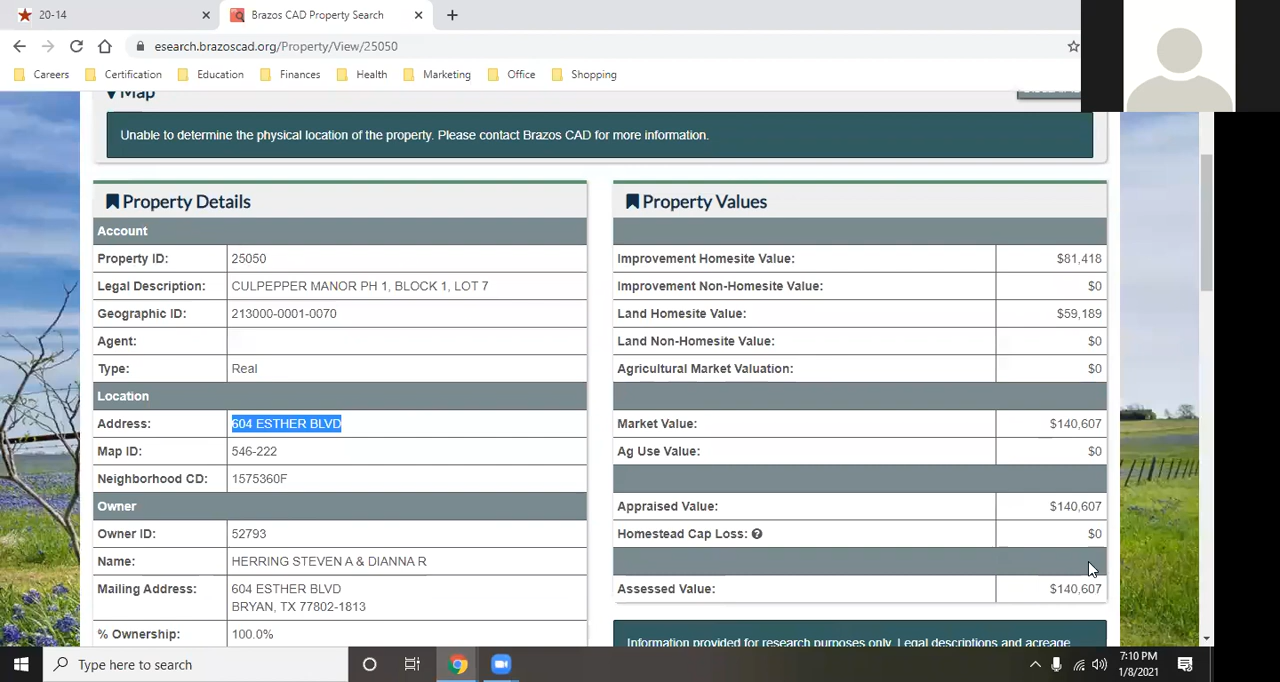 20-14
Brazos CAD Property Search
esearch.brazoscad.org/Property/View/25050
Careers
Certification
Education
Finances
Health
Marketing
Office
Shopping
Map
Unable to determine the physical location of the property. Please contact Brazos CAD for more information.
Property Details
Account
Property ID: 25050
Legal Description: CULPEPPER MANOR PH 1, BLOCK 1, LOT 7
Geographic ID: 213000-0001-0070
Agent:
Type: Real
Location
Address: 604 ESTHER BLVD
Map ID: 546-222
Neighborhood CD: 1575360F
Owner
Owner ID: 52793
Name: HERRING STEVEN A & DIANNA R
Mailing Address: 604 ESTHER BLVD
BRYAN, TX 77802-1813
% Ownership: 100.0%
Property Values
Improvement Homesite Value: $81,418
Improvement Non-Homesite Value: $0
Land Homesite Value: $59,189
Land Non-Homesite Value: $0
Agricultural Market Valuation: $0
Market Value: $140,607
Ag Use Value: $0
Appraised Value: $140,607
Homestead Cap Loss: $0
Assessed Value: $140,607
Information provided for research purposes only. Legal descriptions and acreage
Type here to search
7:10 PM
1/8/2021